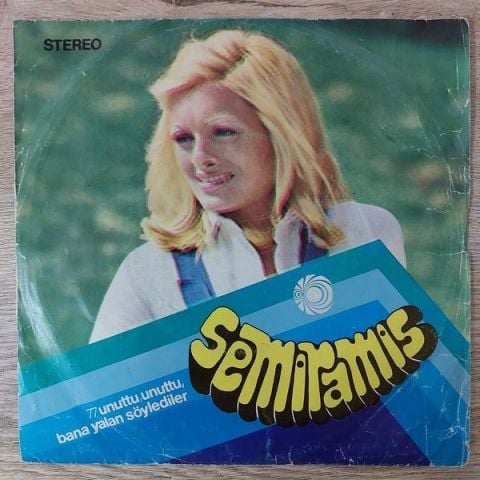 STEREO
Semiramis
77 unuttu, unuttu,
bana yalan söylediler